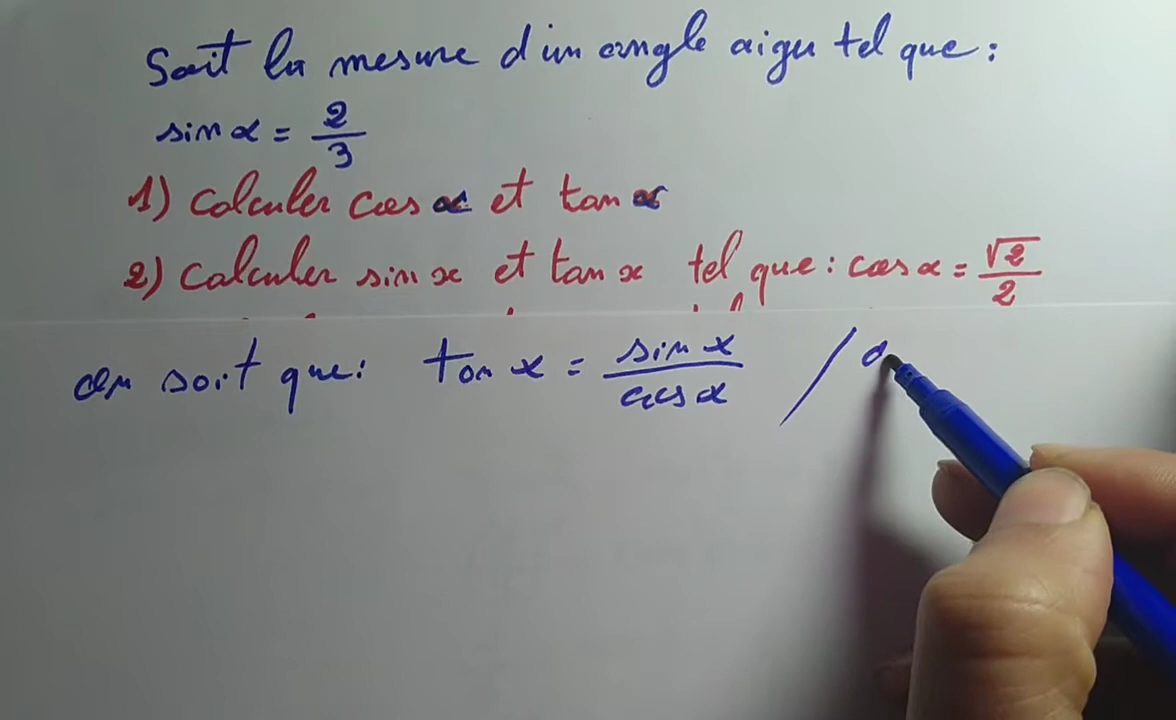 Soit la mesure d'un angle aigu tel que :
sin α = 2/3
1) calculer cos α et tan α
2) calculer sin x et tan x tel que : cos α = √2/2
on soit que : tan x = sin x / cos α /